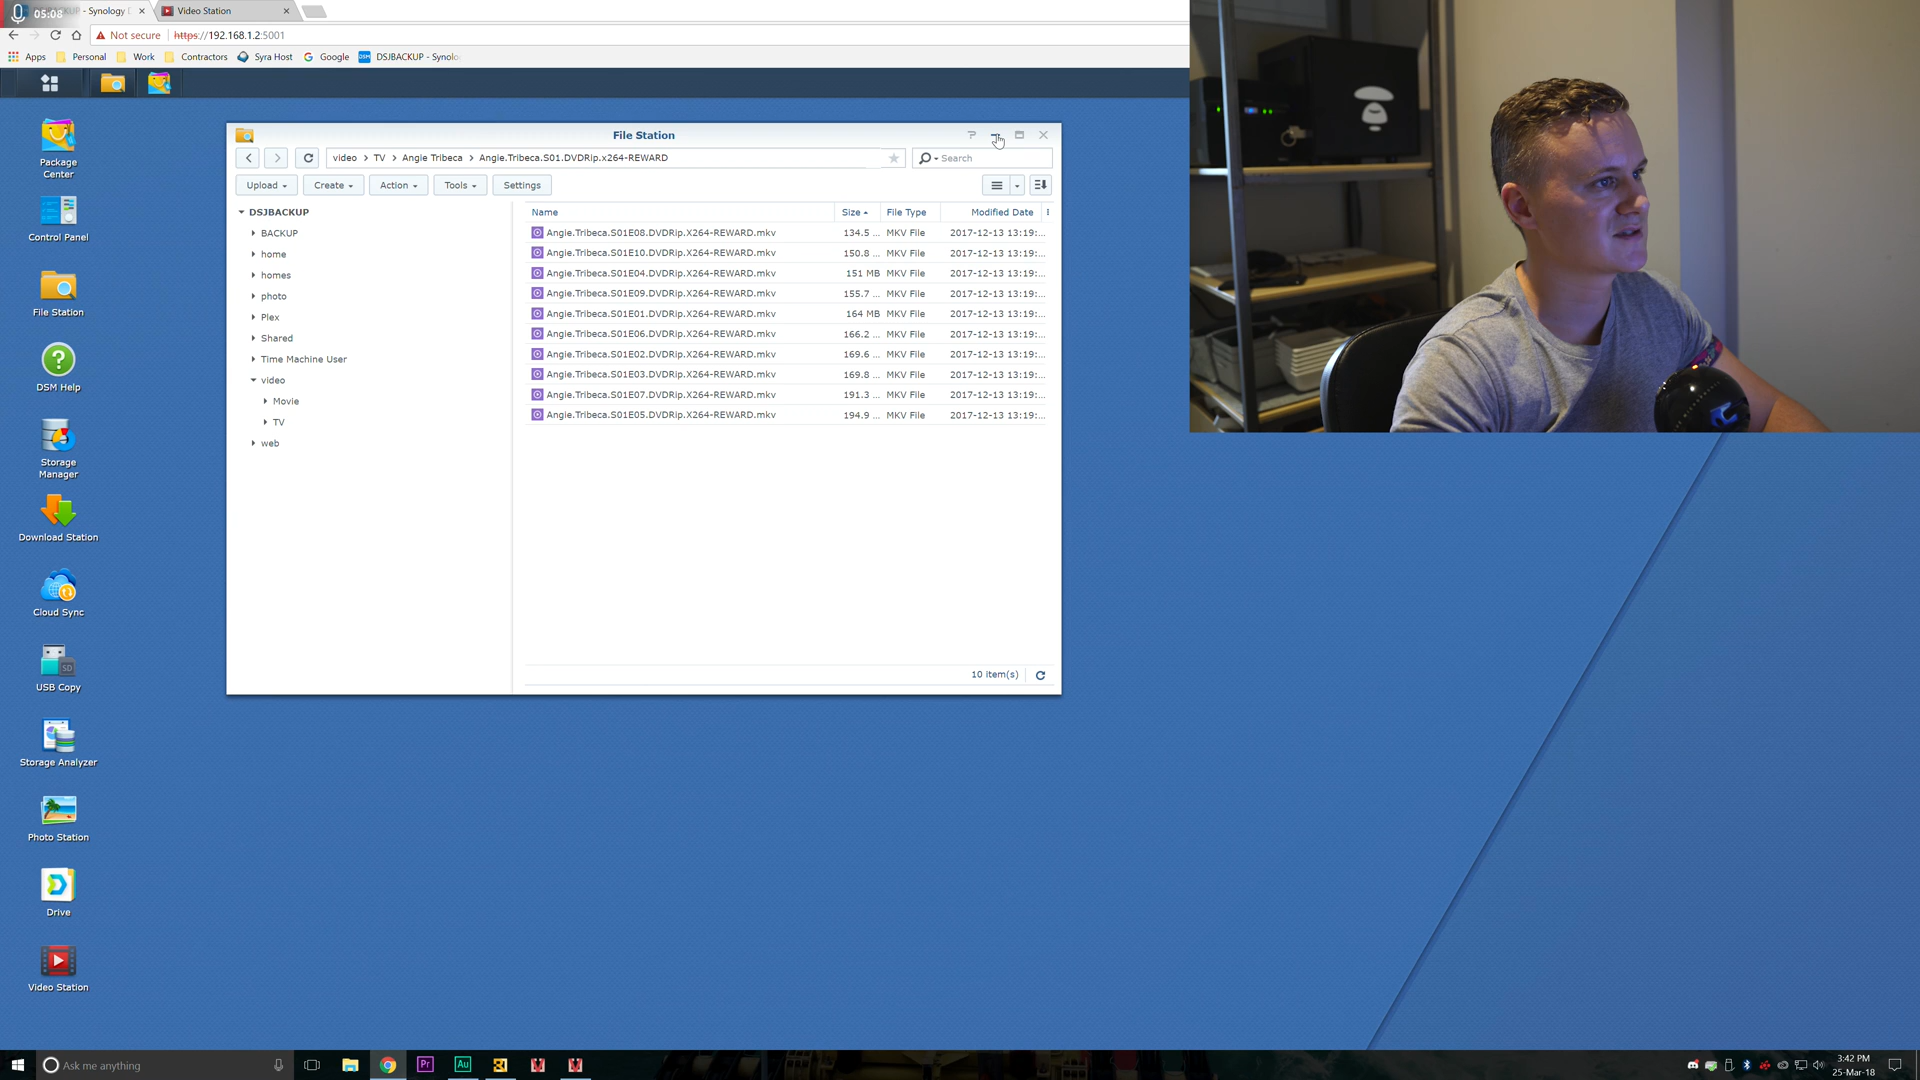 05:08
BACKUP - Synology D
Video Station
Not secure
https://192.168.1.2:5001
Apps
Personal
Work
Contractors
Syra Host
Google
DSM
DSJBACKUP - Synolo
Package
Center
Control Panel
File Station
DSM Help
Storage
Manager
Download Station
Cloud Sync
SD
USB Copy
Storage Analyzer
Photo Station
Drive
Video Station
File Station
video TV Angie Tribeca Angie.Tribeca.S01.DVDRip.x264-REWARD
Search
Upload Create Action Tools Settings
DSJBACKUP
BACKUP
home
homes
photo
Plex
Shared
Time Machine User
video
Movie
TV
web
Name Size File Type Modified Date
Angie.Tribeca.S01E08.DVDRip.X264-REWARD.mkv 134.5 ... MKV File 2017-12-13 13:19:...
Angie.Tribeca.S01E10.DVDRip.X264-REWARD.mkv 150.8 ... MKV File 2017-12-13 13:19:...
Angie.Tribeca.S01E04.DVDRip.X264-REWARD.mkv 151 MB MKV File 2017-12-13 13:19:...
Angie.Tribeca.S01E09.DVDRip.X264-REWARD.mkv 155.7 ... MKV File 2017-12-13 13:19:...
Angie.Tribeca.S01E01.DVDRip.X264-REWARD.mkv 164 MB MKV File 2017-12-13 13:19:...
Angie.Tribeca.S01E06.DVDRip.X264-REWARD.mkv 166.2 ... MKV File 2017-12-13 13:19:...
Angie.Tribeca.S01E02.DVDRip.X264-REWARD.mkv 169.6 ... MKV File 2017-12-13 13:19:...
Angie.Tribeca.S01E03.DVDRip.X264-REWARD.mkv 169.8 ... MKV File 2017-12-13 13:19:...
Angie.Tribeca.S01E07.DVDRip.X264-REWARD.mkv 191.3 ... MKV File 2017-12-13 13:19:...
Angie.Tribeca.S01E05.DVDRip.X264-REWARD.mkv 194.9 ... MKV File 2017-12-13 13:19:...
10 item(s)
Ask me anything
Pr
Au
3:42 PM
25-Mar-18